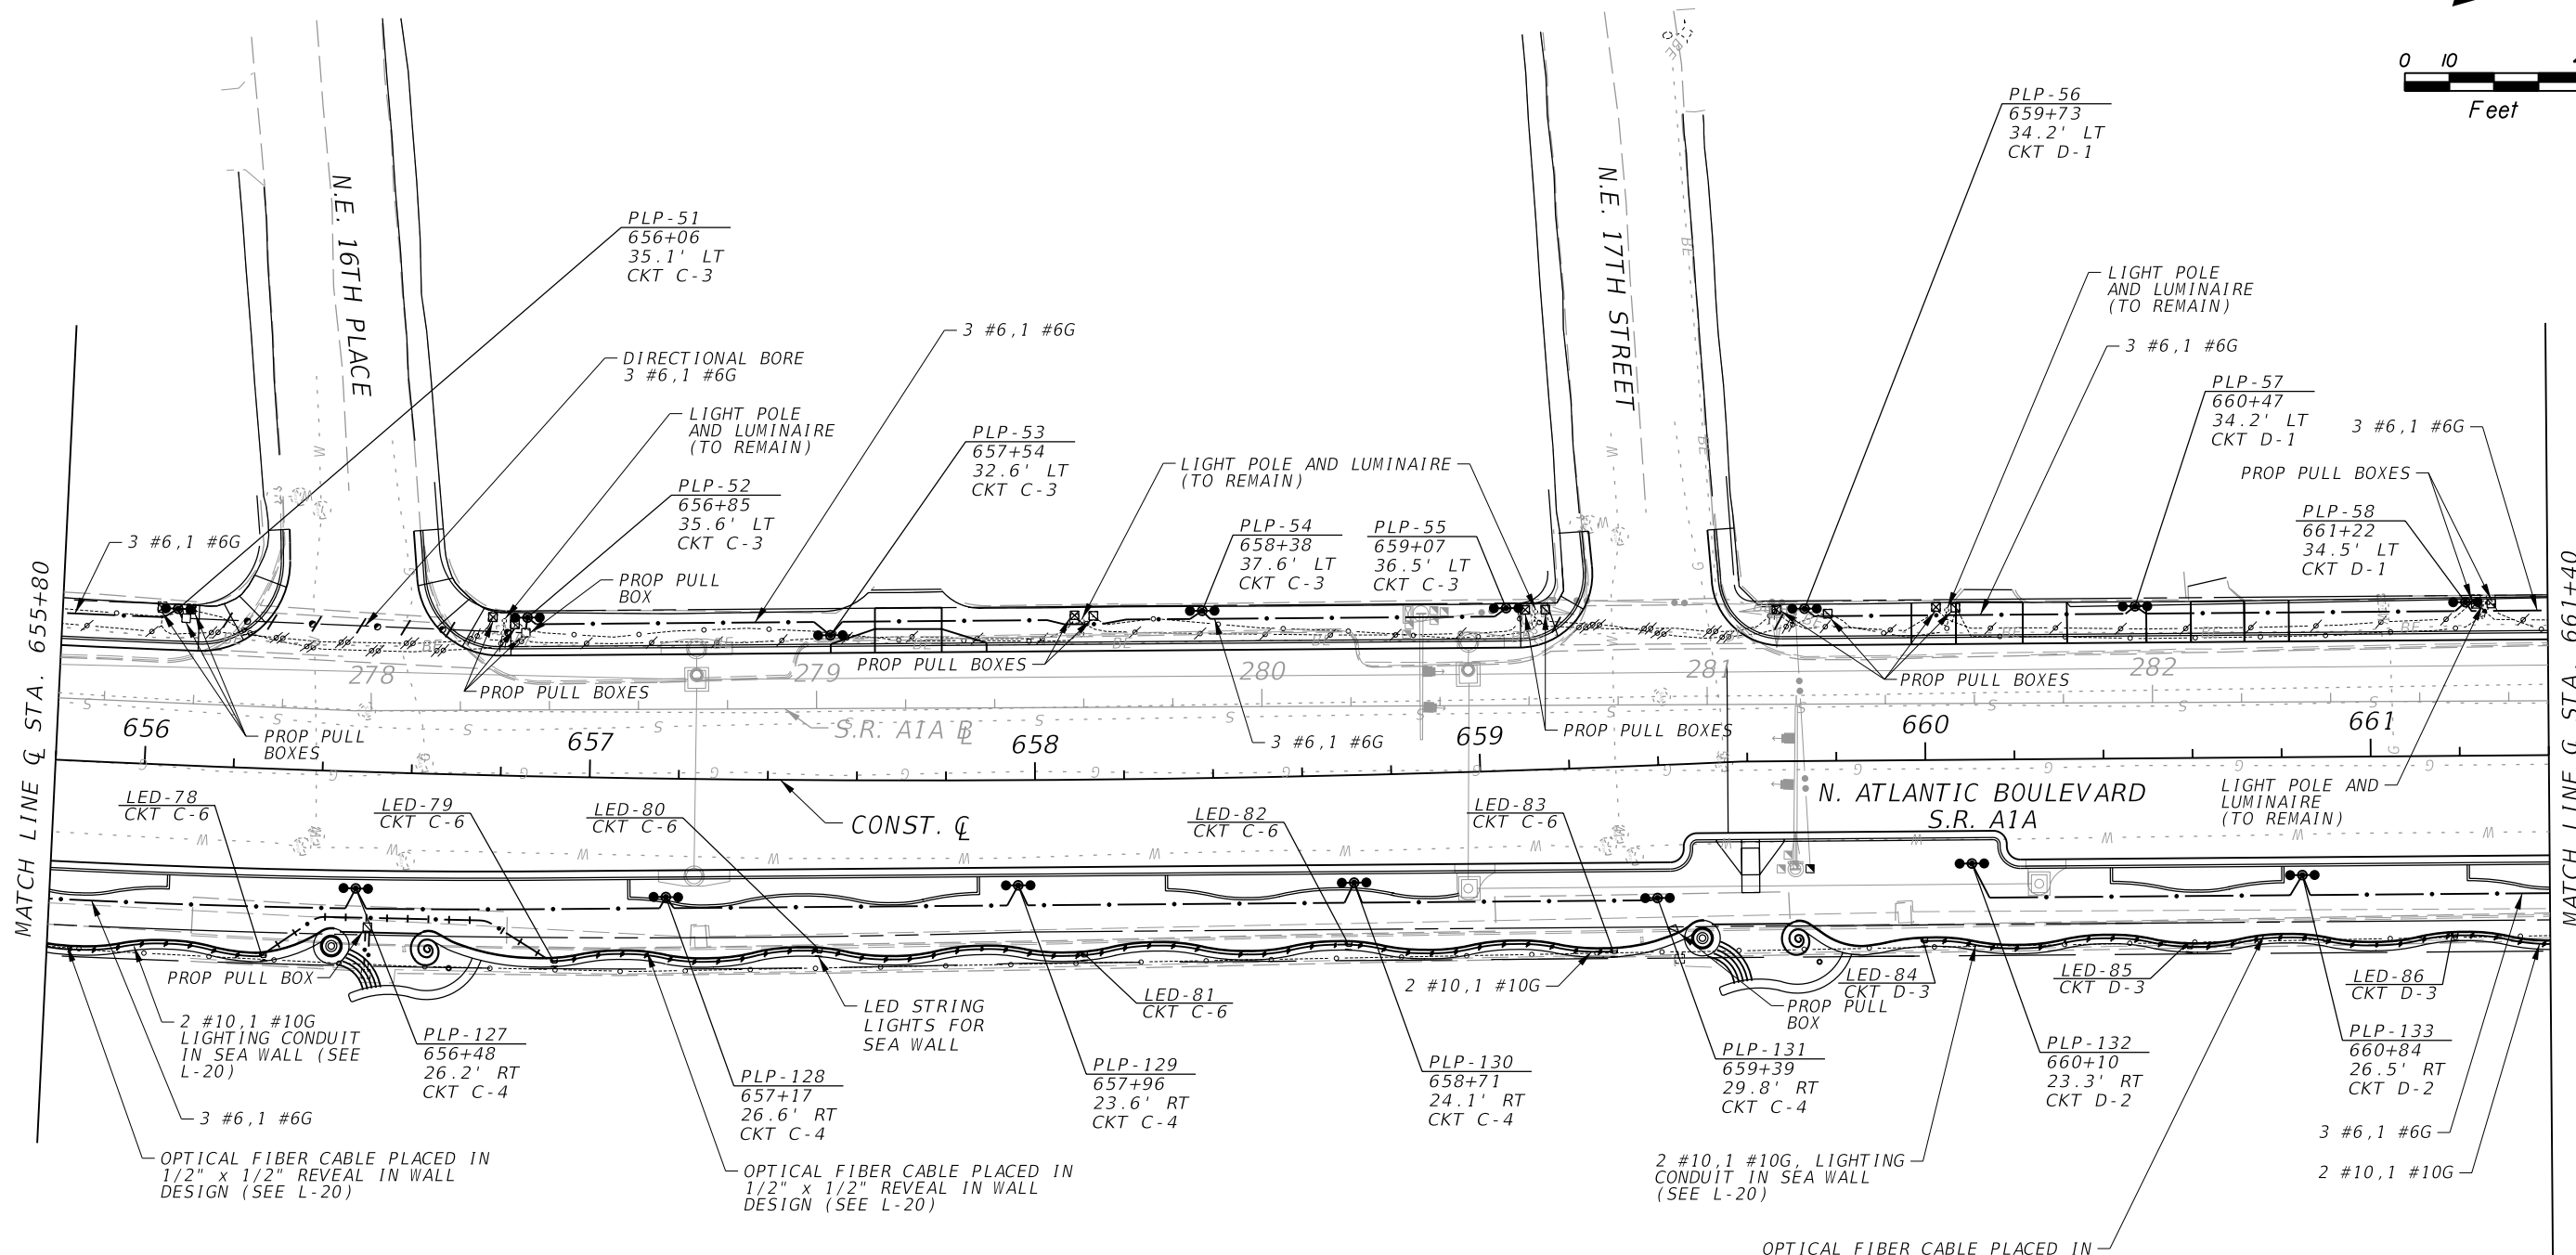 0 10
Feet
PLP-56
659+73
34.2' LT
CKT D-1
N.E. 16TH PLACE
PLP-51
656+06
35.1' LT
CKT C-3
N.E. 17TH STREET
BE
LIGHT POLE
AND LUMINAIRE
(TO REMAIN)
3 #6,1 #6G
3 #6,1 #6G
DIRECTIONAL BORE
3 #6,1 #6G
LIGHT POLE
AND LUMINAIRE
(TO REMAIN)
PLP-52
656+85
35.6' LT
CKT C-3
PLP-53
657+54
32.6' LT
CKT C-3
LIGHT POLE AND LUMINAIRE
(TO REMAIN)
PLP-54
658+38
37.6' LT
CKT C-3
PLP-55
659+07
36.5' LT
CKT C-3
PLP-57
660+47
34.2' LT
CKT D-1
3 #6,1 #6G
PROP PULL BOXES
PLP-58
661+22
34.5' LT
CKT D-1
3 #6,1 #6G
PROP PULL
BOX
MATCH LINE ℄ STA. 655+80
MATCH LINE ℄ STA. 661+40
278
279
280
281
282
PROP PULL BOXES
PROP PULL BOXES
PROP PULL BOXES
PROP PULL
BOXES
S.R. A1A ℄
3 #6,1 #6G
PROP PULL BOXES
656
657
658
659
660
661
LED-78
CKT C-6
LED-79
CKT C-6
LED-80
CKT C-6
CONST. ℄
LED-82
CKT C-6
LED-83
CKT C-6
N. ATLANTIC BOULEVARD
S.R. A1A
LIGHT POLE AND
LUMINAIRE
(TO REMAIN)
PROP PULL BOX
2 #10,1 #10G
LIGHTING CONDUIT
IN SEA WALL (SEE
L-20)
3 #6,1 #6G
PLP-127
656+48
26.2' RT
CKT C-4
LED STRING
LIGHTS FOR
SEA WALL
LED-81
CKT C-6
2 #10,1 #10G
PROP PULL
BOX
LED-84
CKT D-3
LED-85
CKT D-3
LED-86
CKT D-3
PLP-128
657+17
26.6' RT
CKT C-4
PLP-129
657+96
23.6' RT
CKT C-4
PLP-130
658+71
24.1' RT
CKT C-4
PLP-131
659+39
29.8' RT
CKT C-4
PLP-132
660+10
23.3' RT
CKT D-2
PLP-133
660+84
26.5' RT
CKT D-2
3 #6,1 #6G
2 #10,1 #10G
OPTICAL FIBER CABLE PLACED IN
1/2" x 1/2" REVEAL IN WALL
DESIGN (SEE L-20)
OPTICAL FIBER CABLE PLACED IN
1/2" x 1/2" REVEAL IN WALL
DESIGN (SEE L-20)
2 #10,1 #10G, LIGHTING
CONDUIT IN SEA WALL
(SEE L-20)
OPTICAL FIBER CABLE PLACED IN